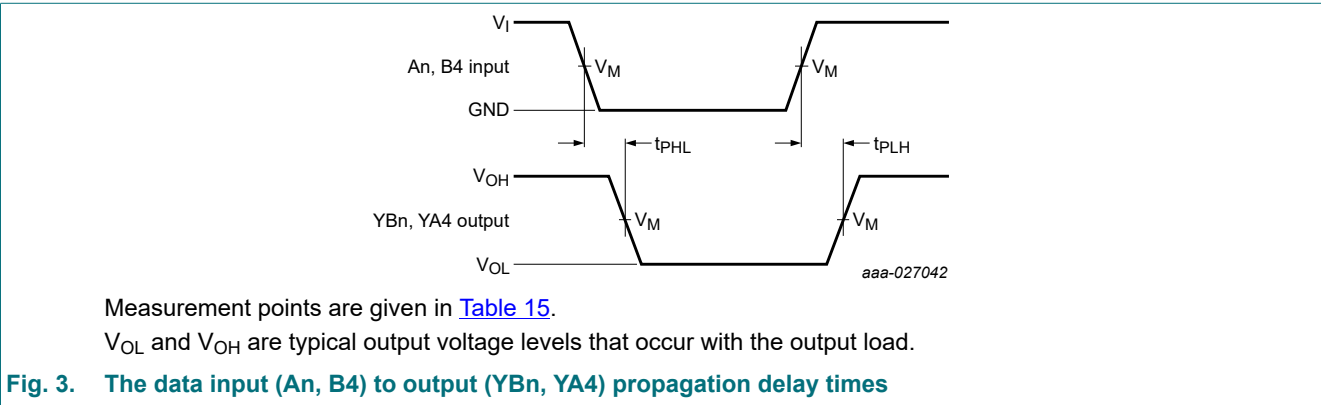 VI
An, B4 input
VM
VM
GND
tPHL
tPLH
VOH
YBn, YA4 output
VM
VM
VOL
aaa-027042
Measurement points are given in Table 15.
VOL and VOH are typical output voltage levels that occur with the output load.
Fig. 3. The data input (An, B4) to output (YBn, YA4) propagation delay times